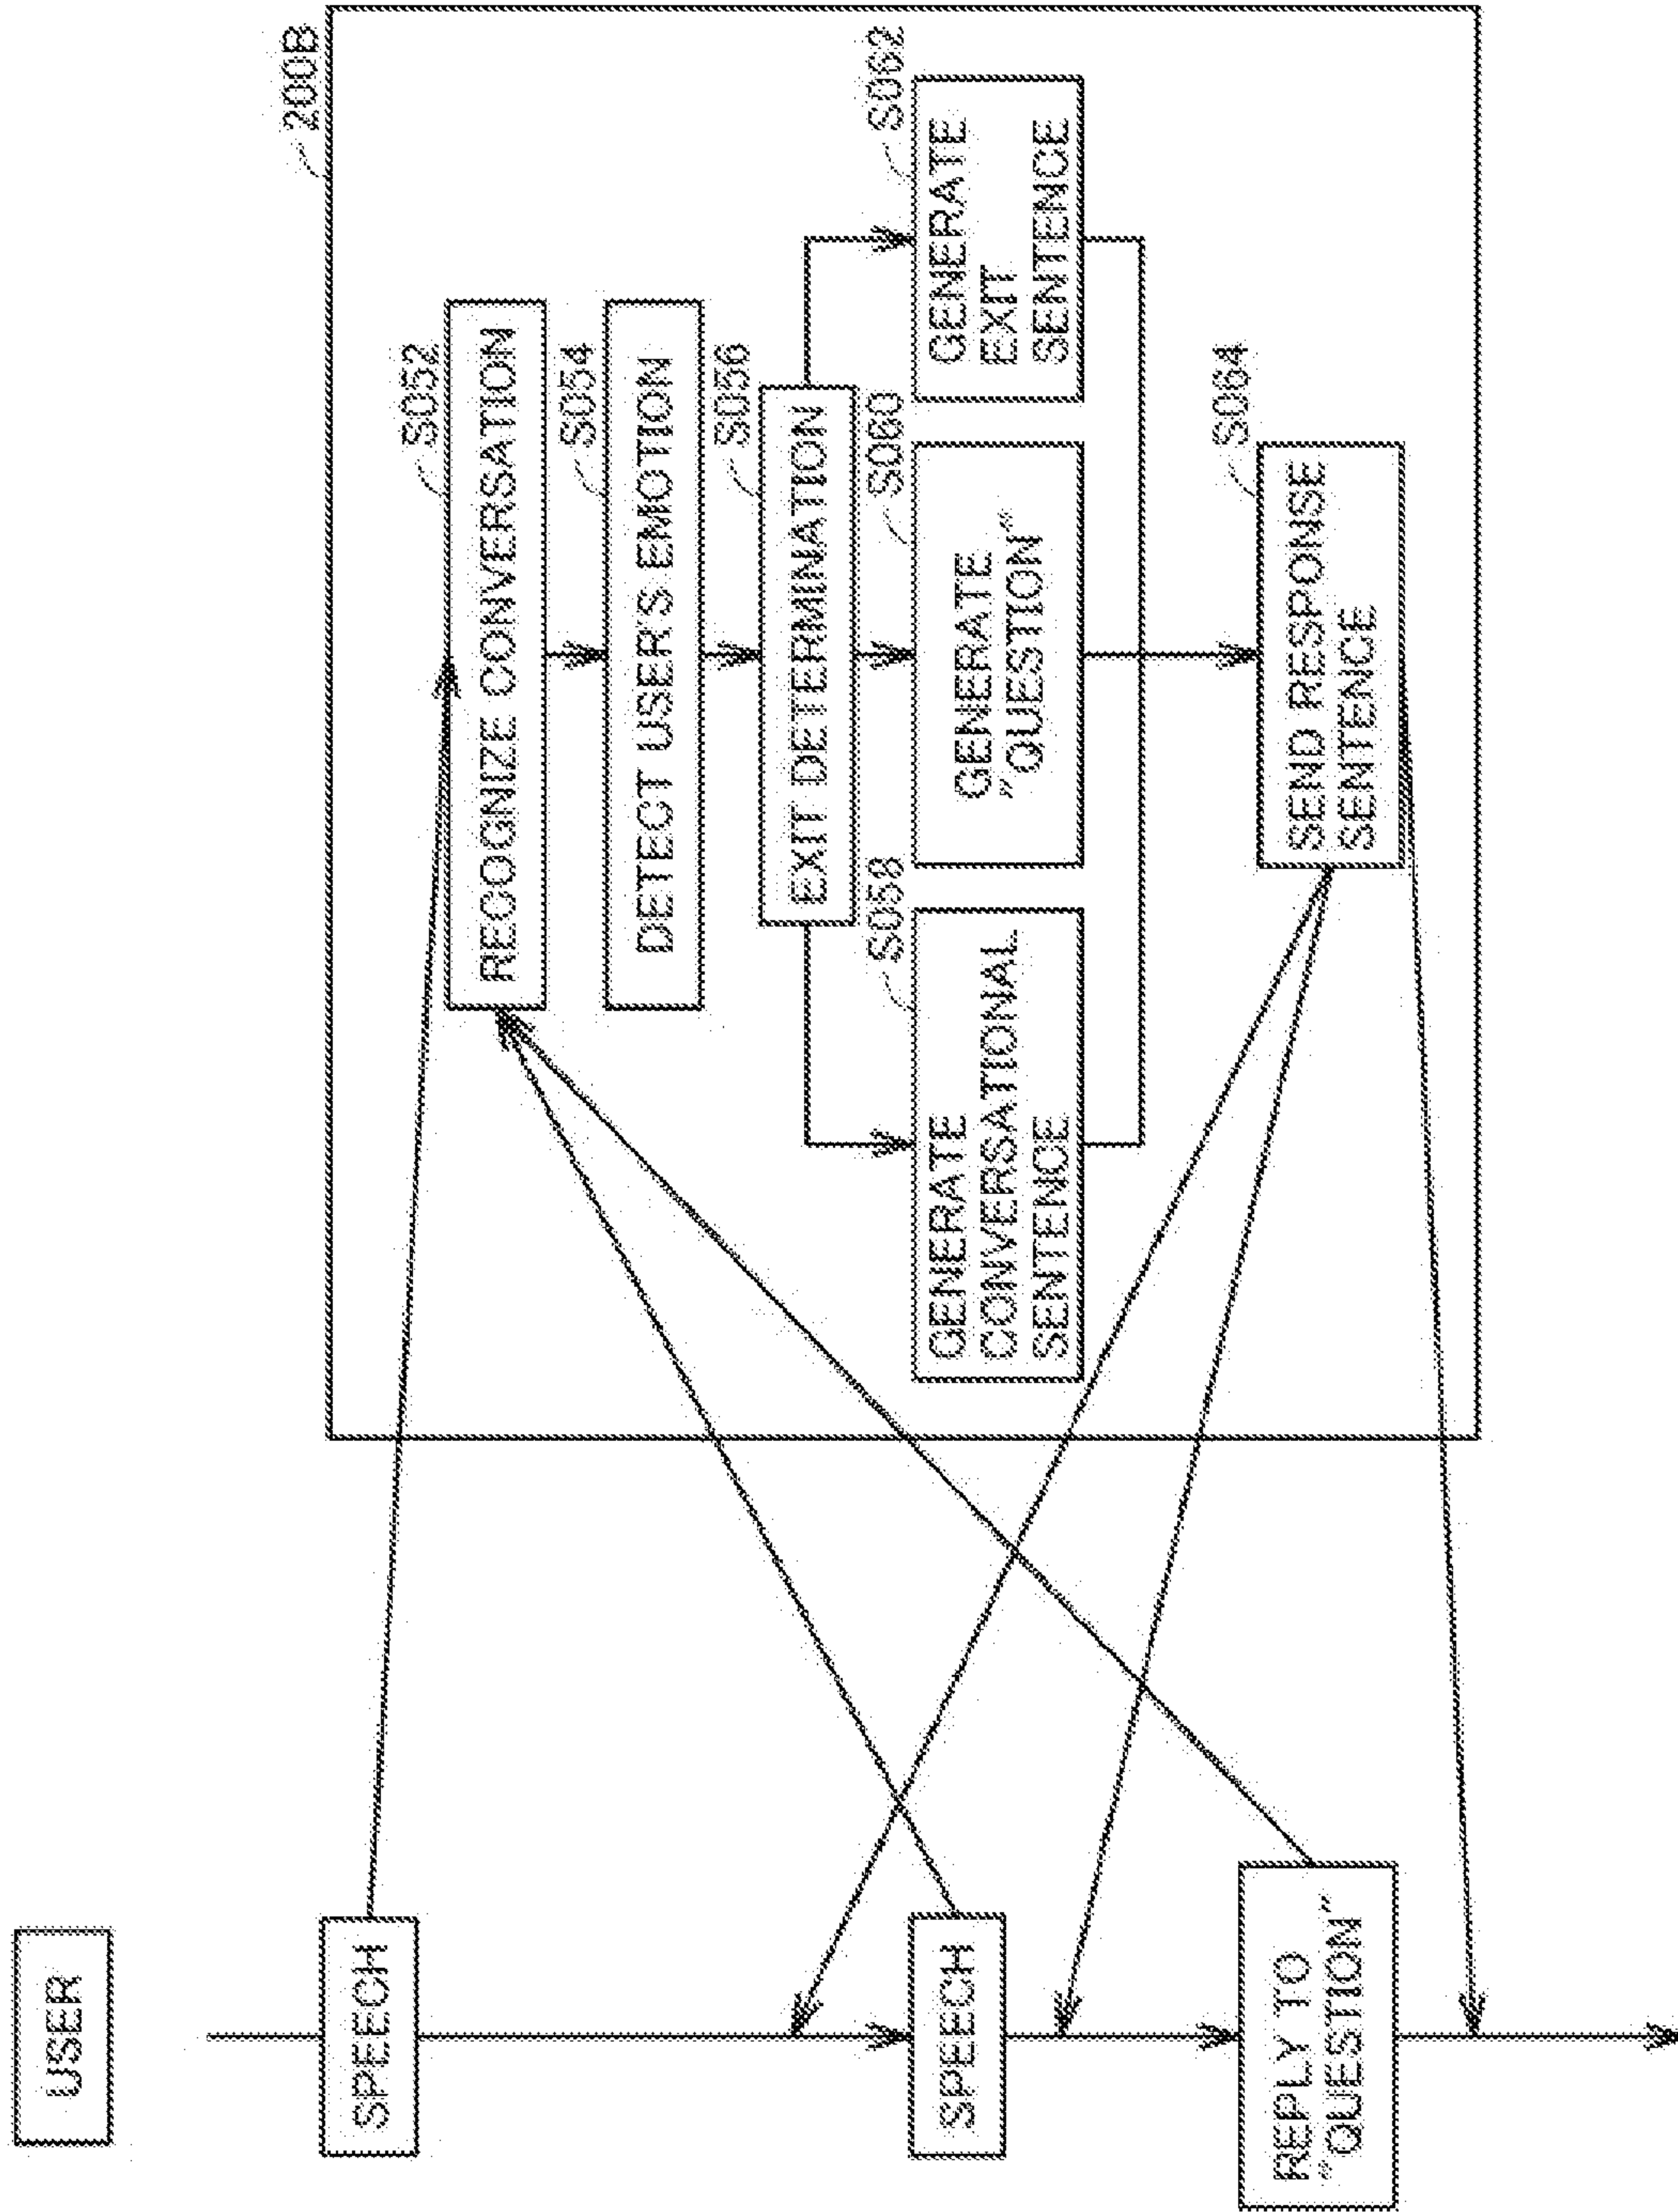 USER
200B
SPEECH
S052
RECOGNIZE CONVERSATION
S054
DETECT USER'S EMOTION
S056
EXIT DETERMINATION
S058
GENERATE
CONVERSATIONAL
SENTENCE
S060
GENERATE
"QUESTION"
S062
GENERATE
EXIT
SENTENCE
SPEECH
S064
SEND RESPONSE
SENTENCE
REPLY TO
"QUESTION"